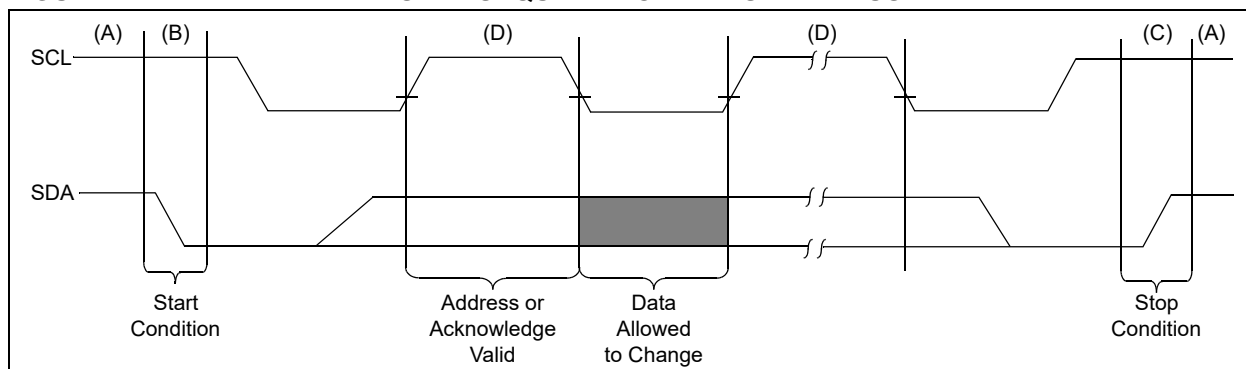 (A) (B) (D) (D) (C) (A)
SCL
SDA
Start
Condition
Address or
Acknowledge
Valid
Data
Allowed
to Change
Stop
Condition